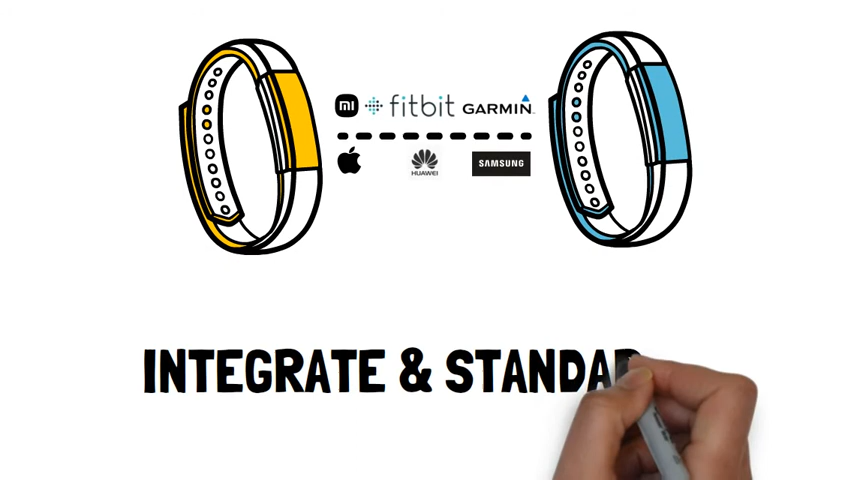 mi fitbit GARMIN
HUAWEI SAMSUNG
INTEGRATE & STANDAR